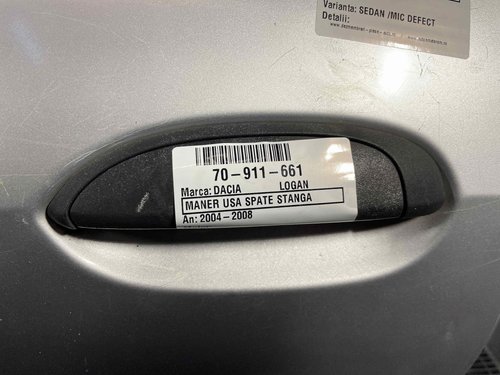 Varianta: SEDAN /MIC DEFECT
Detalii:
70-911-661
Marca: DACIA LOGAN
MANER USA SPATE STANGA
An: 2004-2008